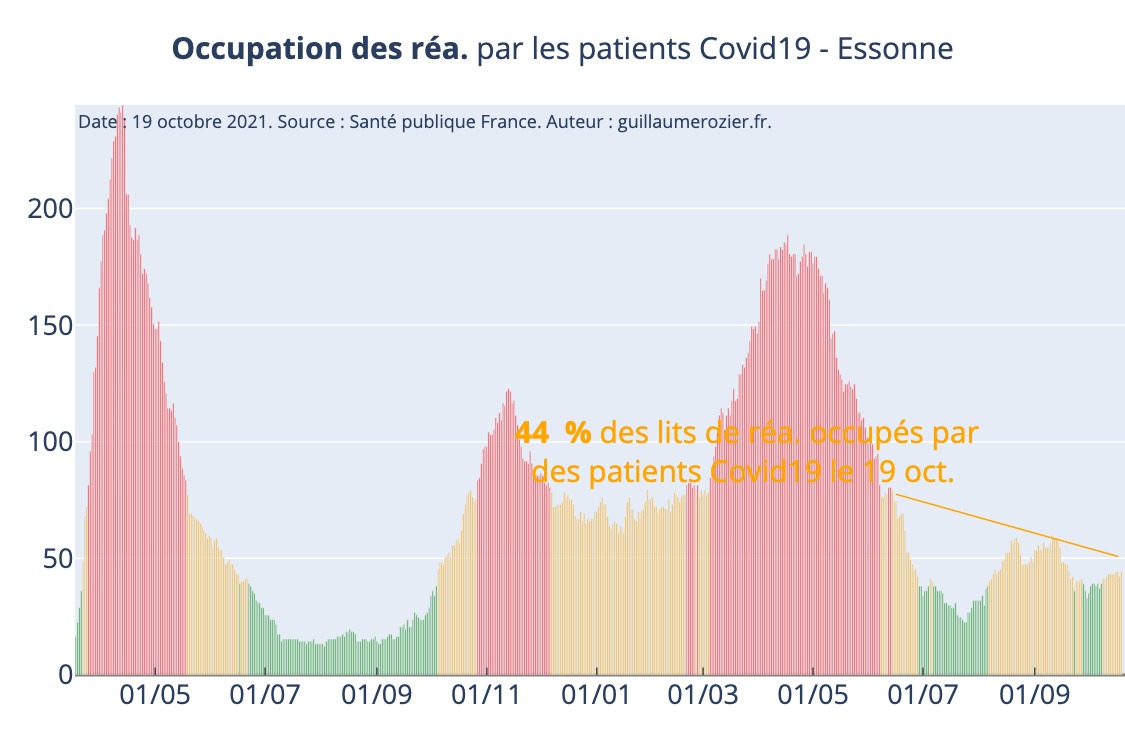 Occupation des réa. par les patients Covid19 - Essonne
Date : 19 octobre 2021. Source : Santé publique France. Auteur : guillaumerozier.fr.
200
150
100
50
0
44 % des lits de réa. occupés par
des patients Covid19 le 19 oct.
01/05 01/07 01/09 01/11 01/01 01/03 01/05 01/07 01/09